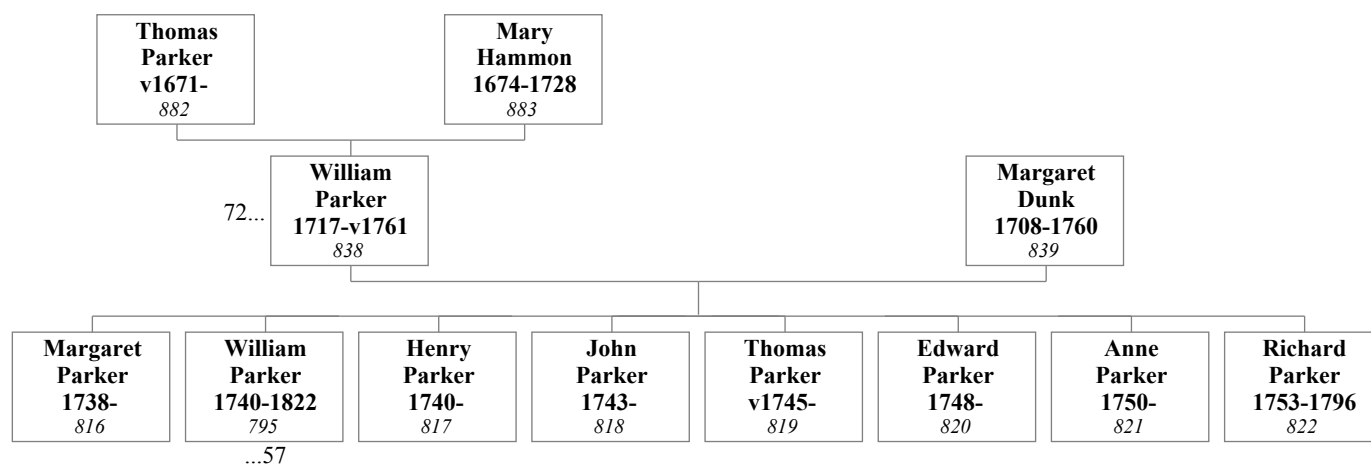 Thomas
Parker
v1671-
882
Mary
Hammon
1674-1728
883
72...
William
Parker
1717-v1761
838
Margaret
Dunk
1708-1760
839
Margaret
Parker
1738-
816
William
Parker
1740-1822
795
...57
Henry
Parker
1740-
817
John
Parker
1743-
818
Thomas
Parker
v1745-
819
Edward
Parker
1748-
820
Anne
Parker
1750-
821
Richard
Parker
1753-1796
822